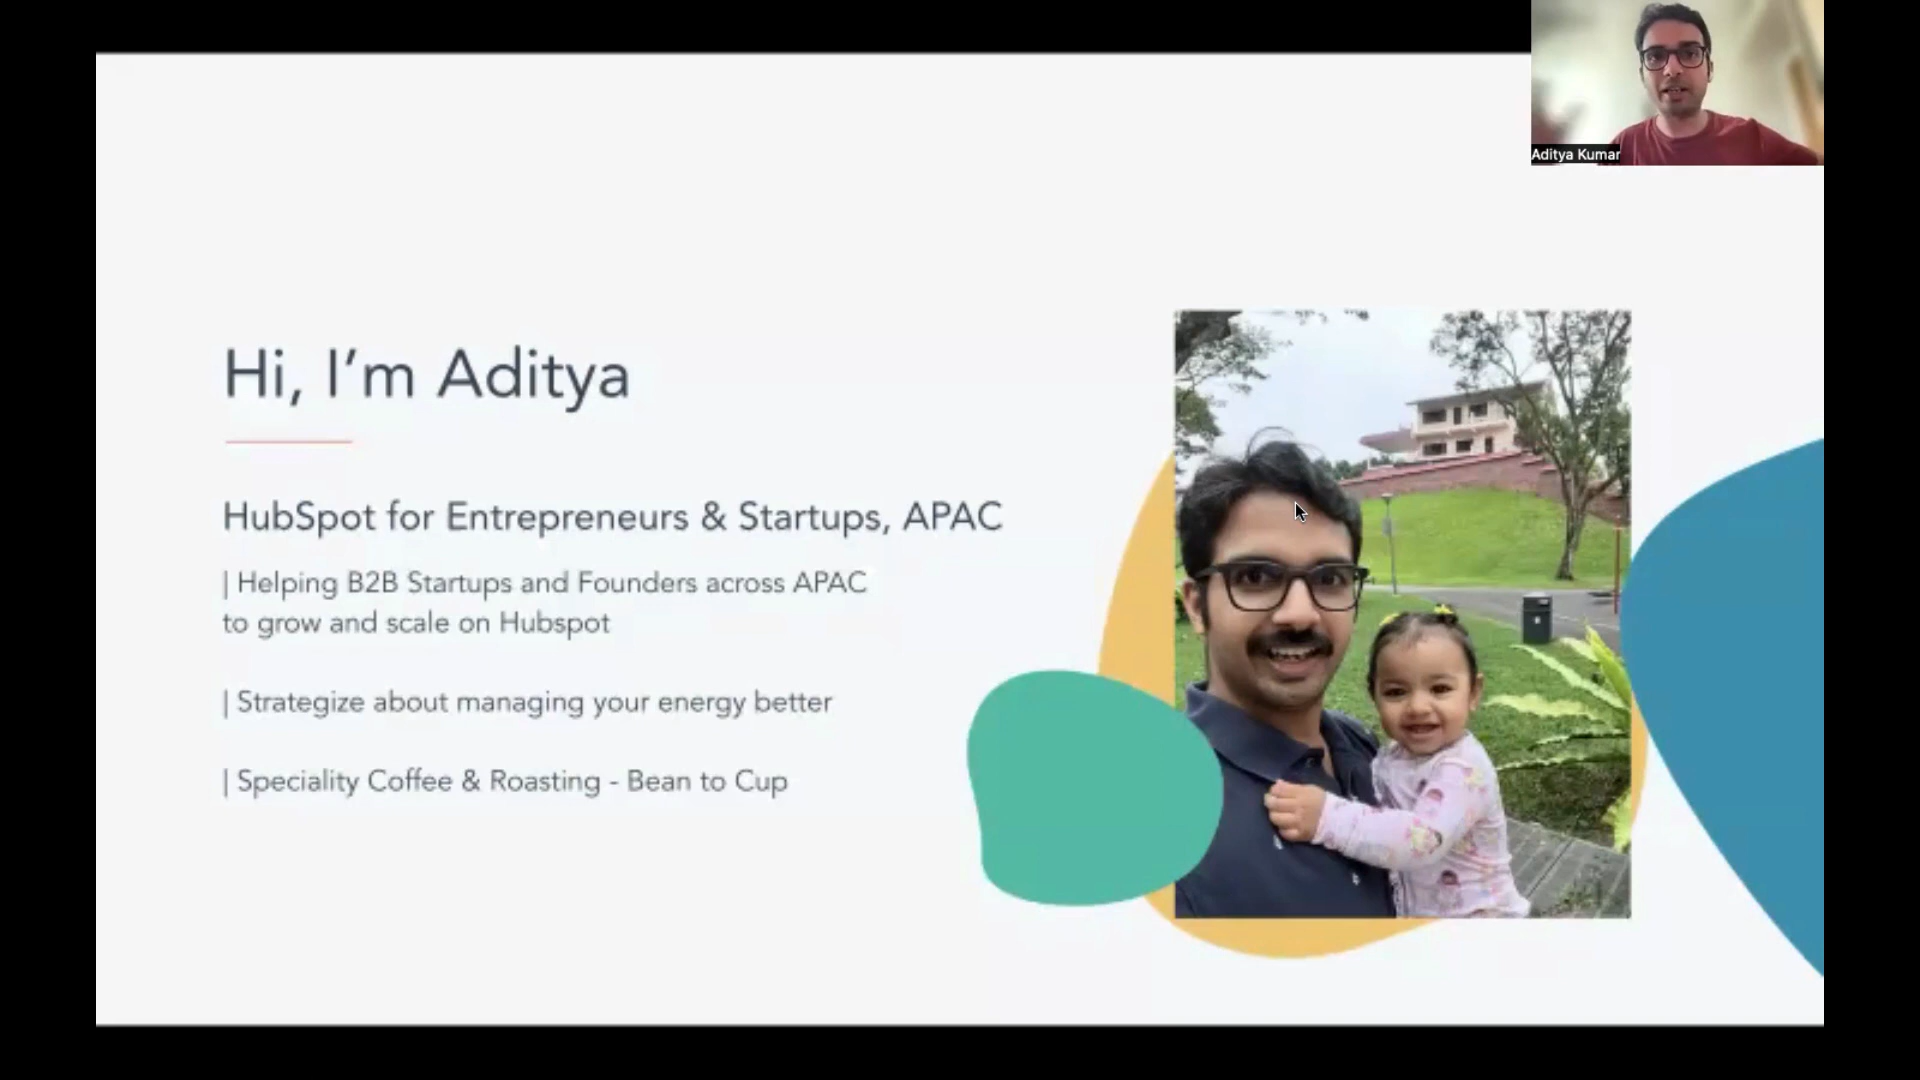 Aditya Kumar
Hi, I’m Aditya
HubSpot for Entrepreneurs & Startups, APAC
| Helping B2B Startups and Founders across APAC
to grow and scale on Hubspot
| Strategize about managing your energy better
| Speciality Coffee & Roasting - Bean to Cup